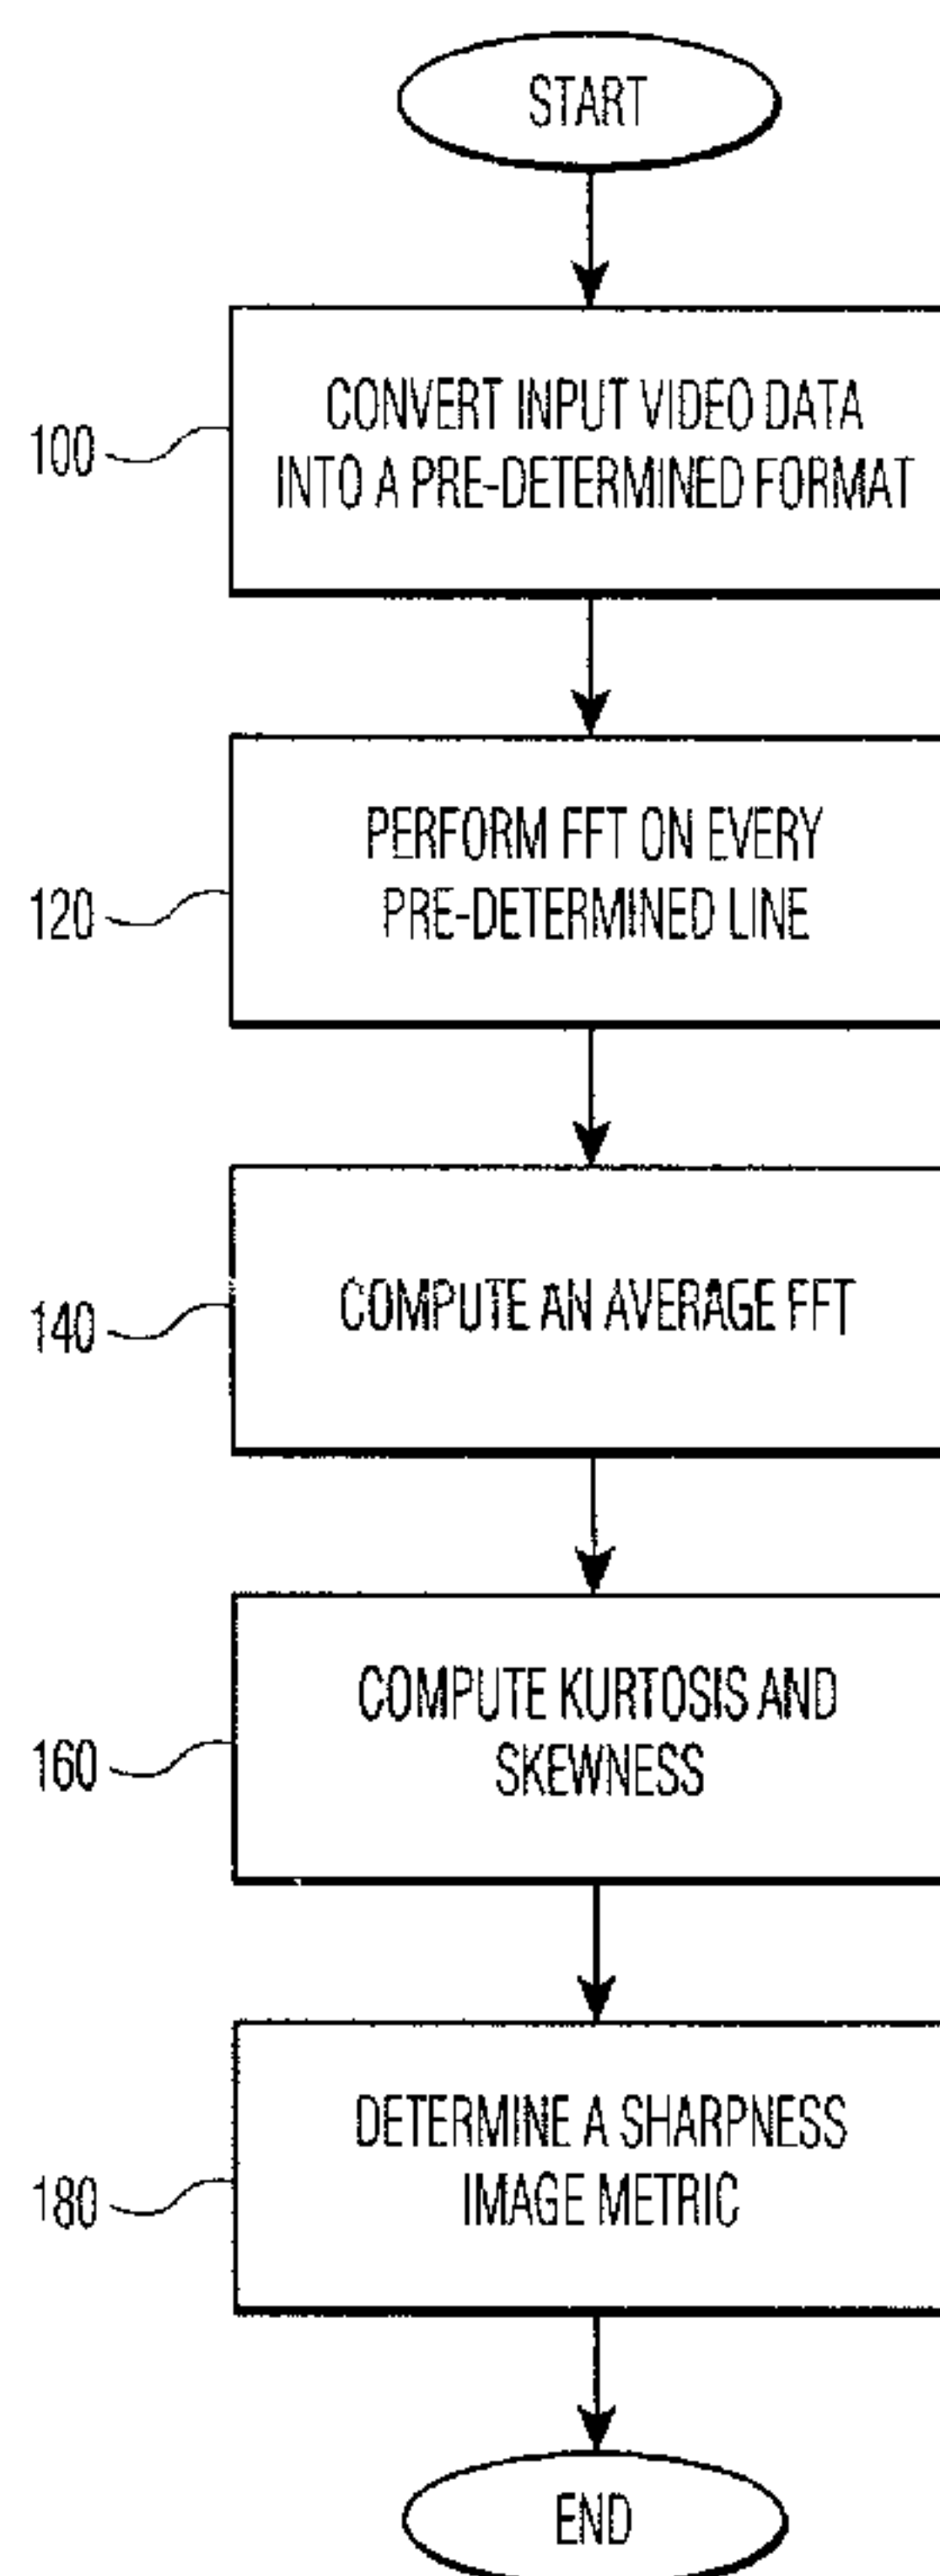 START
CONVERT INPUT VIDEO DATA
INTO A PRE-DETERMINED FORMAT
100
PERFORM FFT ON EVERY
PRE-DETERMINED LINE
120
COMPUTE AN AVERAGE FFT
140
COMPUTE KURTOSIS AND
SKEWNESS
160
DETERMINE A SHARPNESS
IMAGE METRIC
180
END